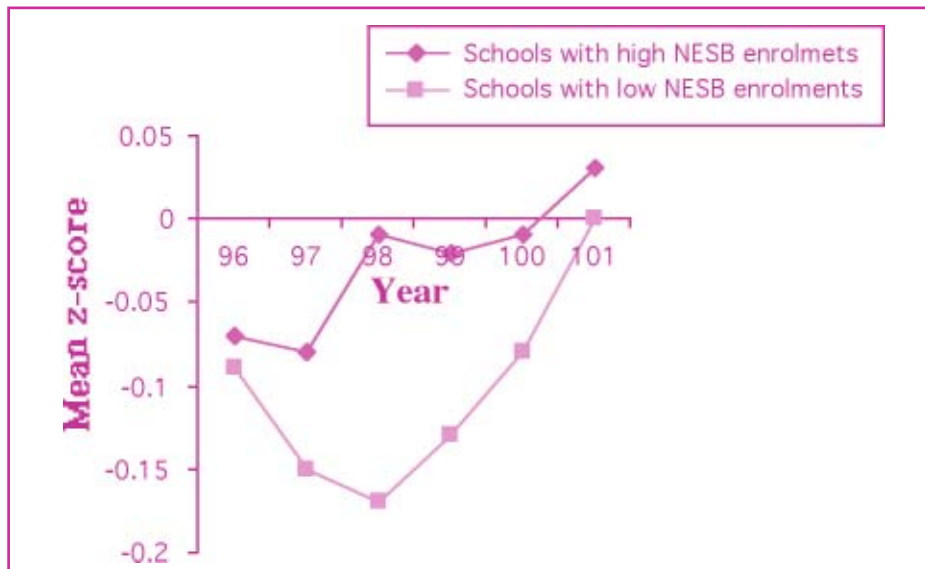 Schools with high NESB enrolmets
Schools with low NESB enrolments
0.05
0
-0.05
-0.1
-0.15
-0.2
Mean z-score
96 97 98 99 100 101
Year